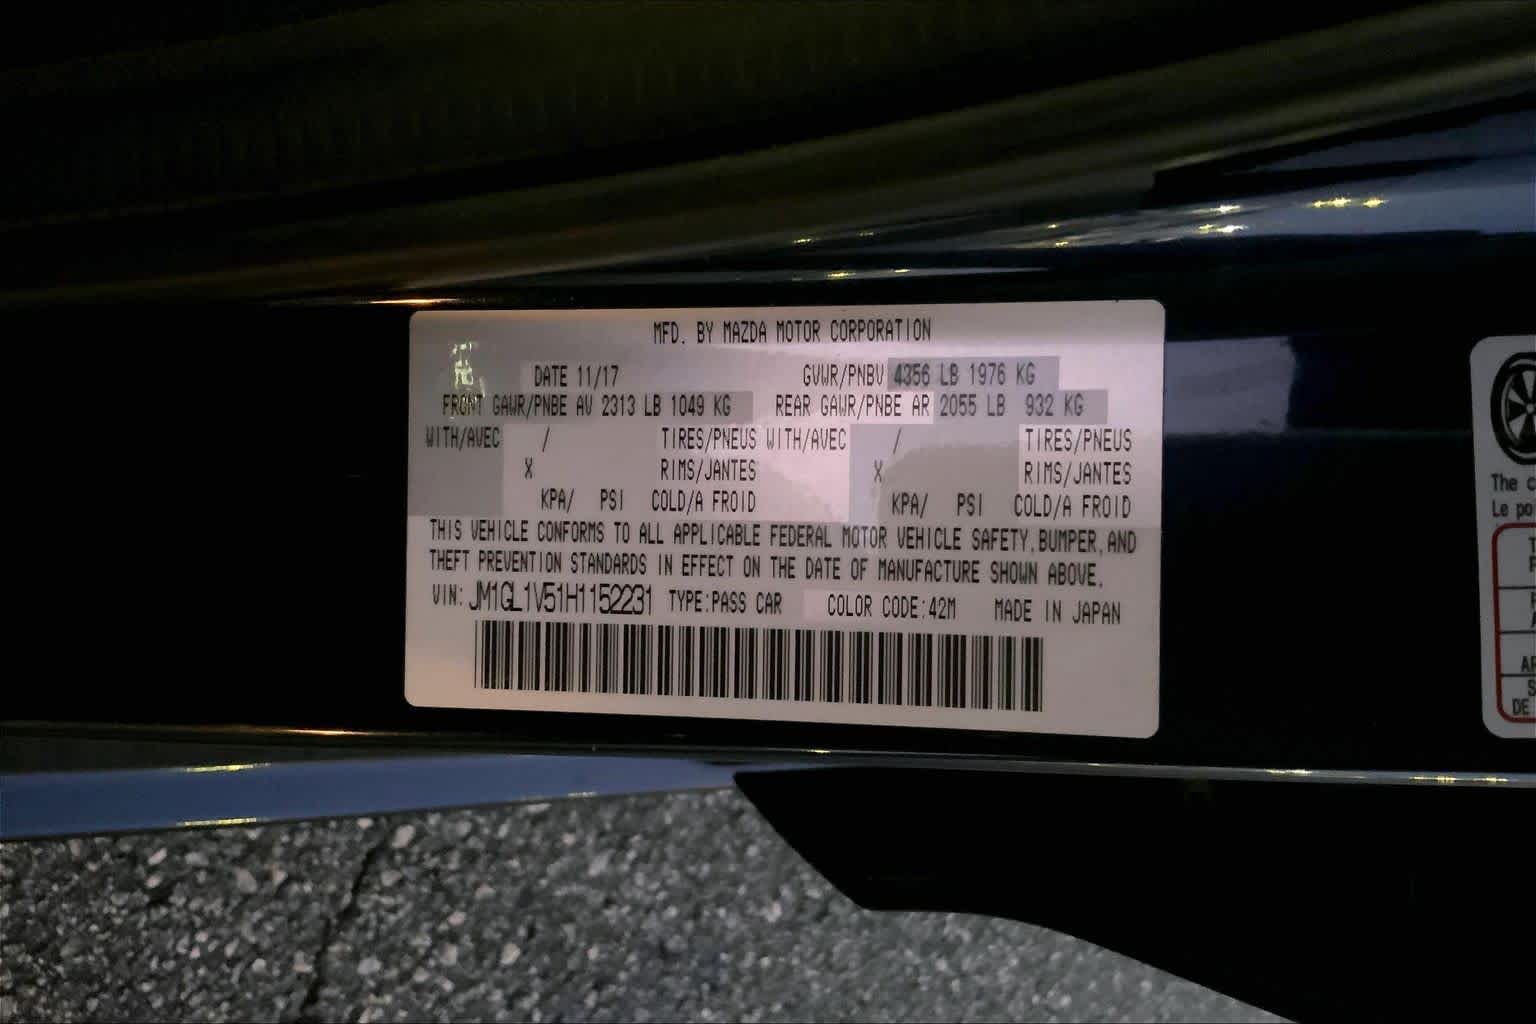 MFD. BY MAZDA MOTOR CORPORATION
DATE 11/17 GVWR/PNBV 4356 LB 1976 KG
FRONT GAWR/PNBE AV 2313 LB 1049 KG REAR GAWR/PNBE AR 2055 LB 932 KG
WITH/AVEC / TIRES/PNEUS WITH/AVEC / TIRES/PNEUS
X RIMS/JANTES X RIMS/JANTES
KPA/ PSI COLD/A FROID KPA/ PSI COLD/A FROID
THIS VEHICLE CONFORMS TO ALL APPLICABLE FEDERAL MOTOR VEHICLE SAFETY, BUMPER, AND
THEFT PREVENTION STANDARDS IN EFFECT ON THE DATE OF MANUFACTURE SHOWN ABOVE.
VIN: JM1GL1V51H1152231 TYPE: PASS CAR COLOR CODE: 42M MADE IN JAPAN
The
Le
DE